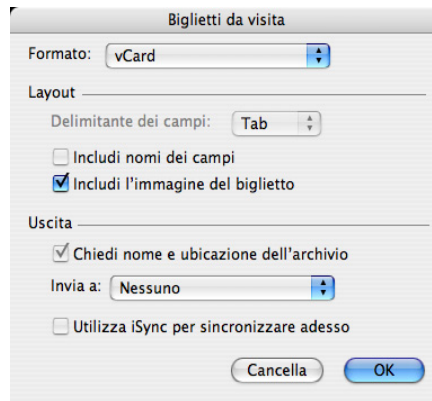 Biglietti da visita
Formato: vCard
Layout
Delimitante dei campi: Tab
Includi nomi dei campi
Includi l'immagine del biglietto
Uscita
Chiedi nome e ubicazione dell'archivio
Invia a: Nessuno
Utilizza iSync per sincronizzare adesso
Cancella OK